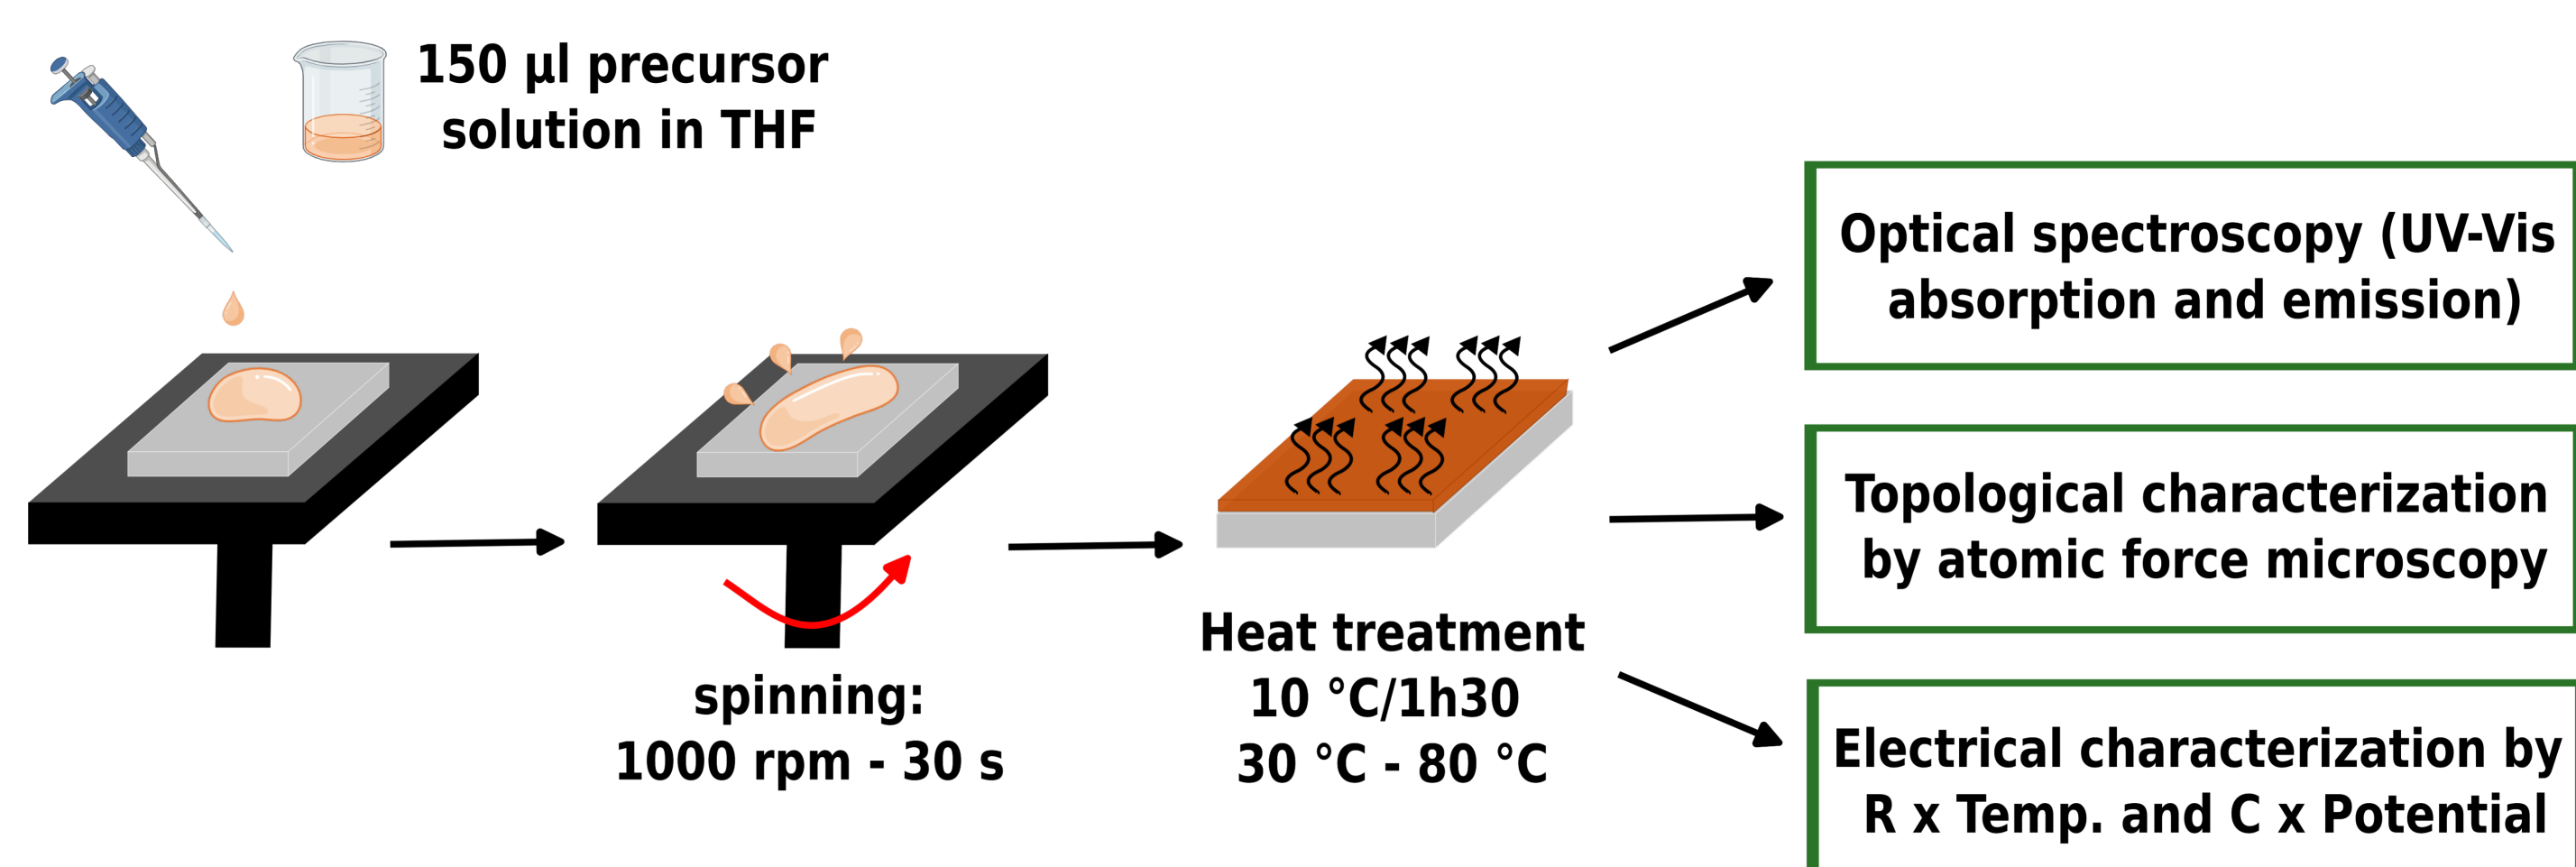 150 µl precursor
solution in THF
spinning:
1000 rpm - 30 s
Heat treatment
10 °C/1h30
30 °C - 80 °C
Optical spectroscopy (UV-Vis
absorption and emission)
Topological characterization
by atomic force microscopy
Electrical characterization by
R x Temp. and C x Potential